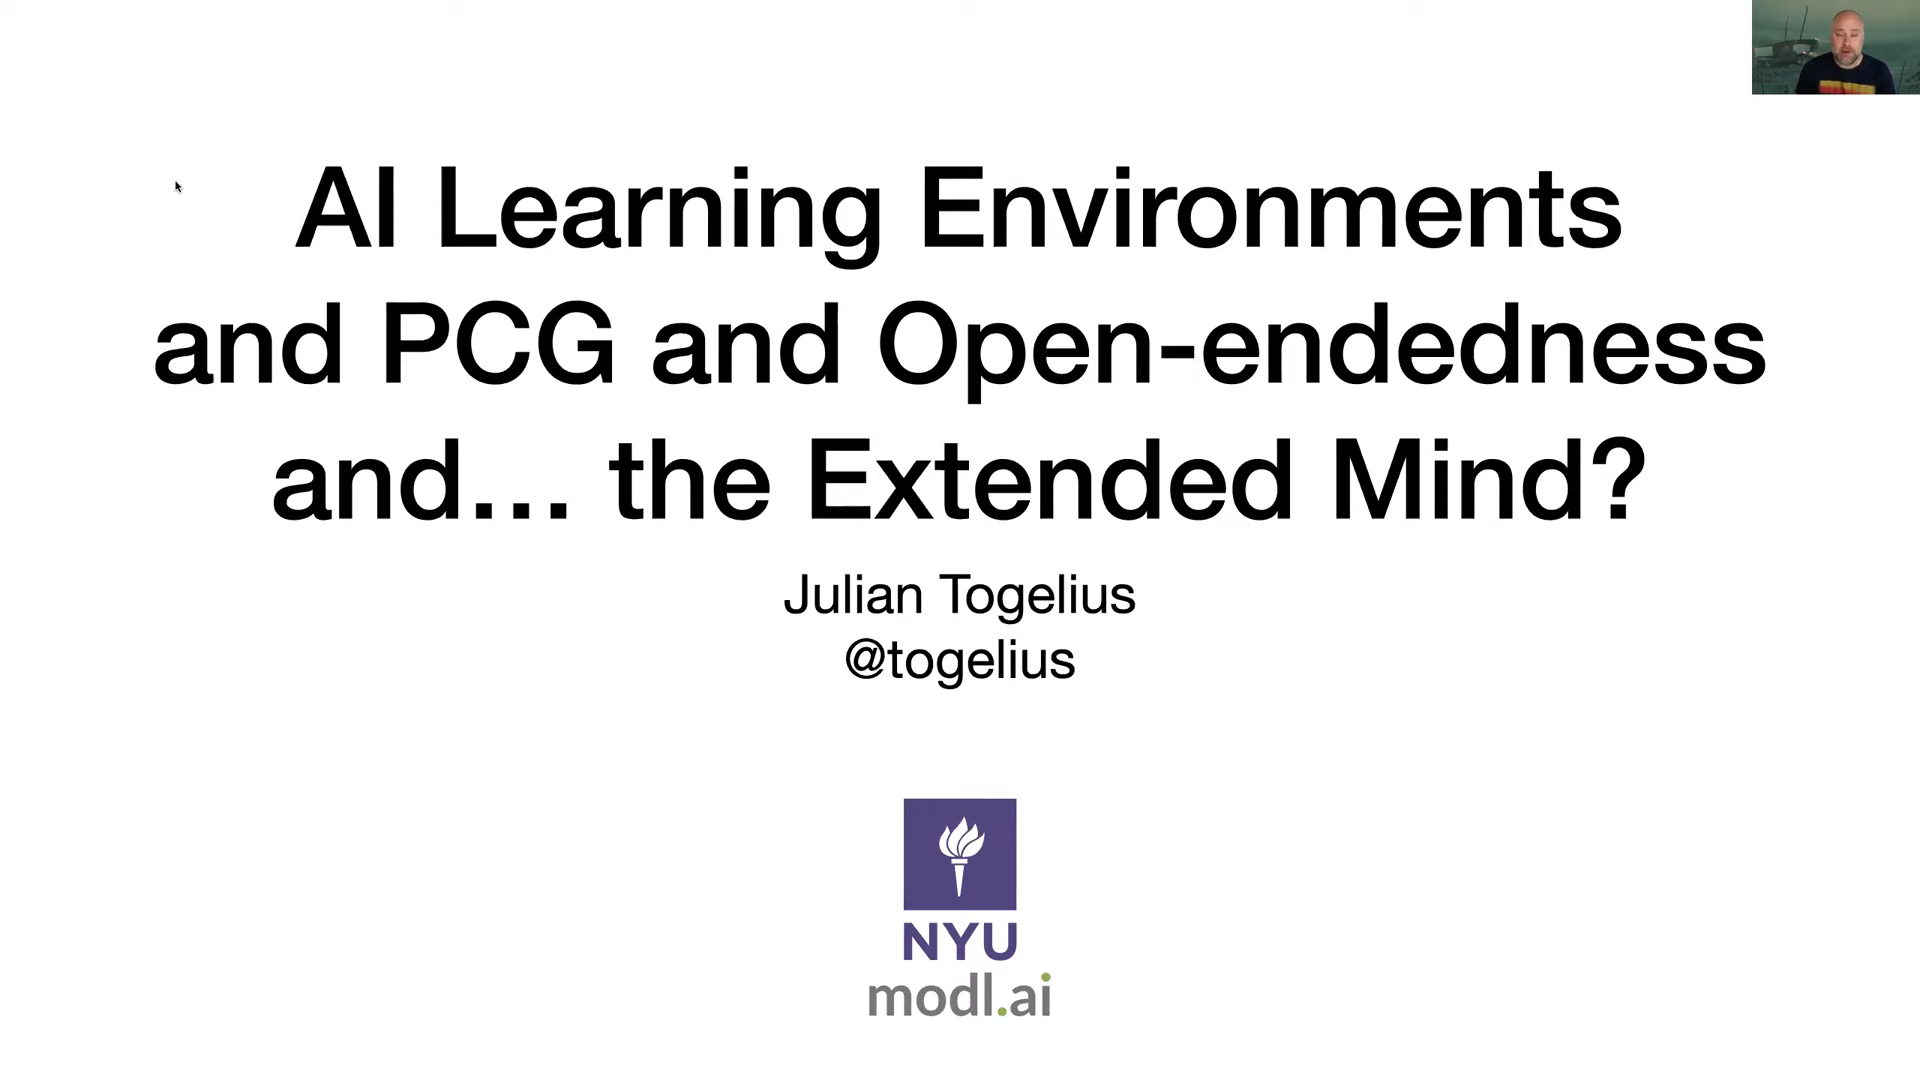 AI Learning Environments
and PCG and Open-endedness
and… the Extended Mind?
Julian Togelius
@togelius
NYU
modl.ai